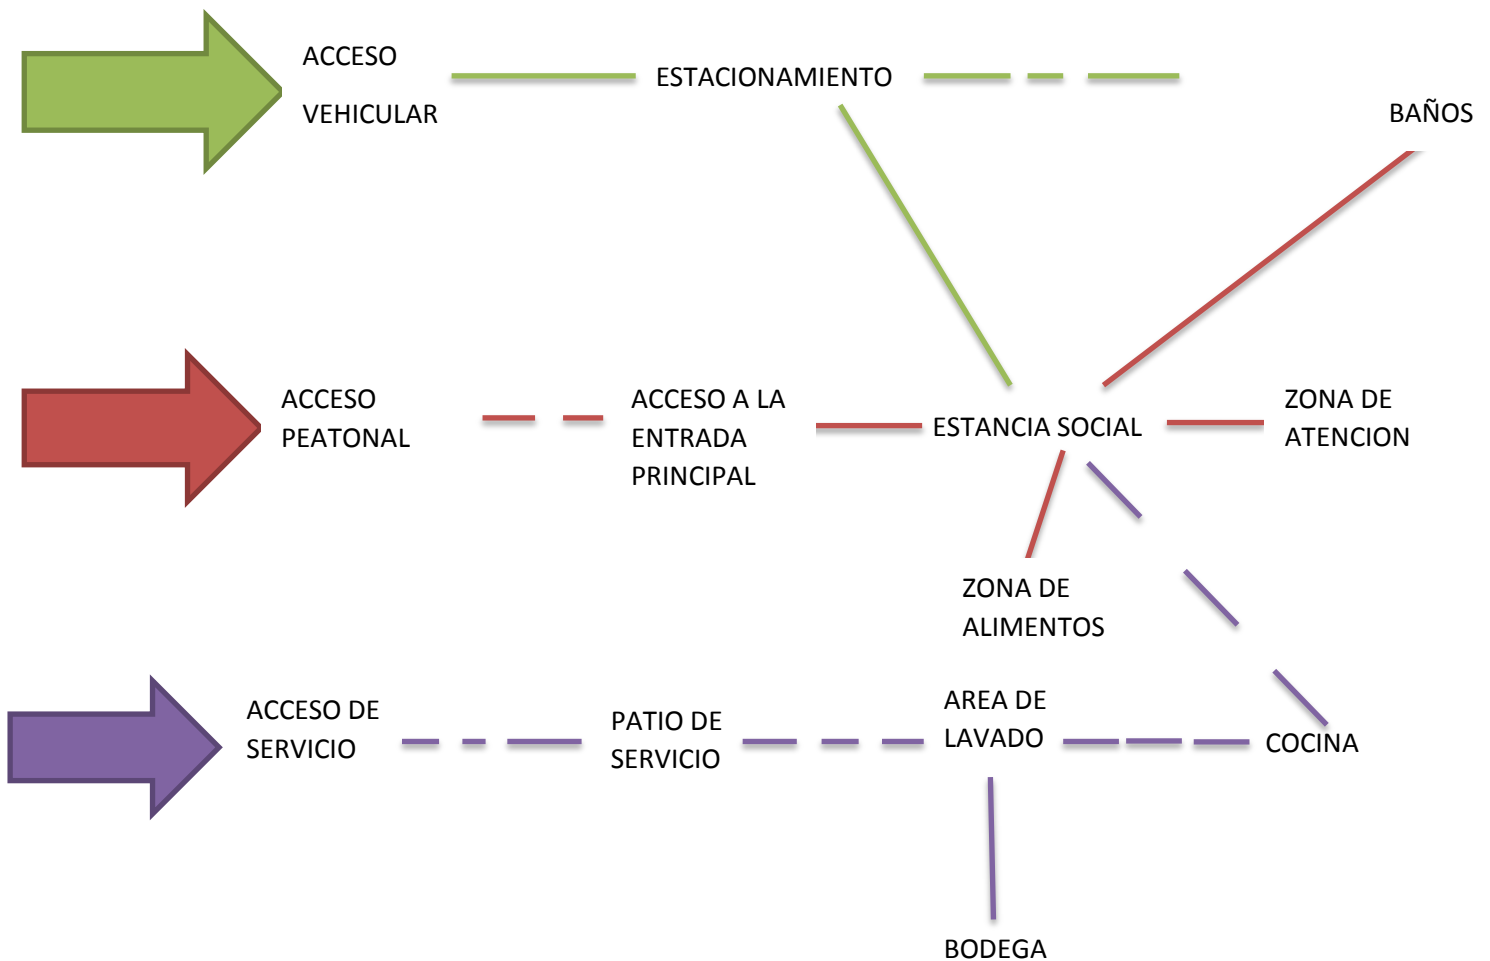 ACCESO
VEHICULAR
ESTACIONAMIENTO
BAÑOS
ACCESO
PEATONAL
ACCESO A LA
ENTRADA
PRINCIPAL
ESTANCIA SOCIAL
ZONA DE
ATENCION
ZONA DE
ALIMENTOS
ACCESO DE
SERVICIO
PATIO DE
SERVICIO
AREA DE
LAVADO
COCINA
BODEGA